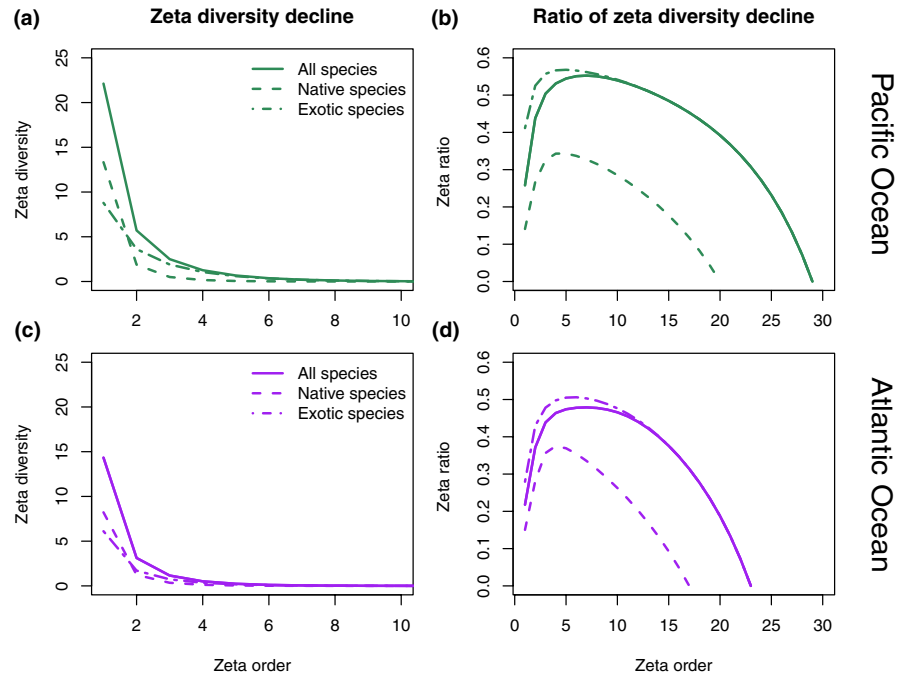 (a) Zeta diversity decline
(b) Ratio of zeta diversity decline
25
20
15
10
5
0
Zeta diversity
All species
Native species
Exotic species
2 4 6 8 10
0.6
0.5
0.4
0.3
0.2
0.1
0.0
Zeta ratio
0 5 10 15 20 25 30
Pacific Ocean
(c)
25
20
15
10
5
0
Zeta diversity
All species
Native species
Exotic species
2 4 6 8 10
Zeta order
(d)
0.6
0.5
0.4
0.3
0.2
0.1
0.0
Zeta ratio
0 5 10 15 20 25 30
Zeta order
Atlantic Ocean